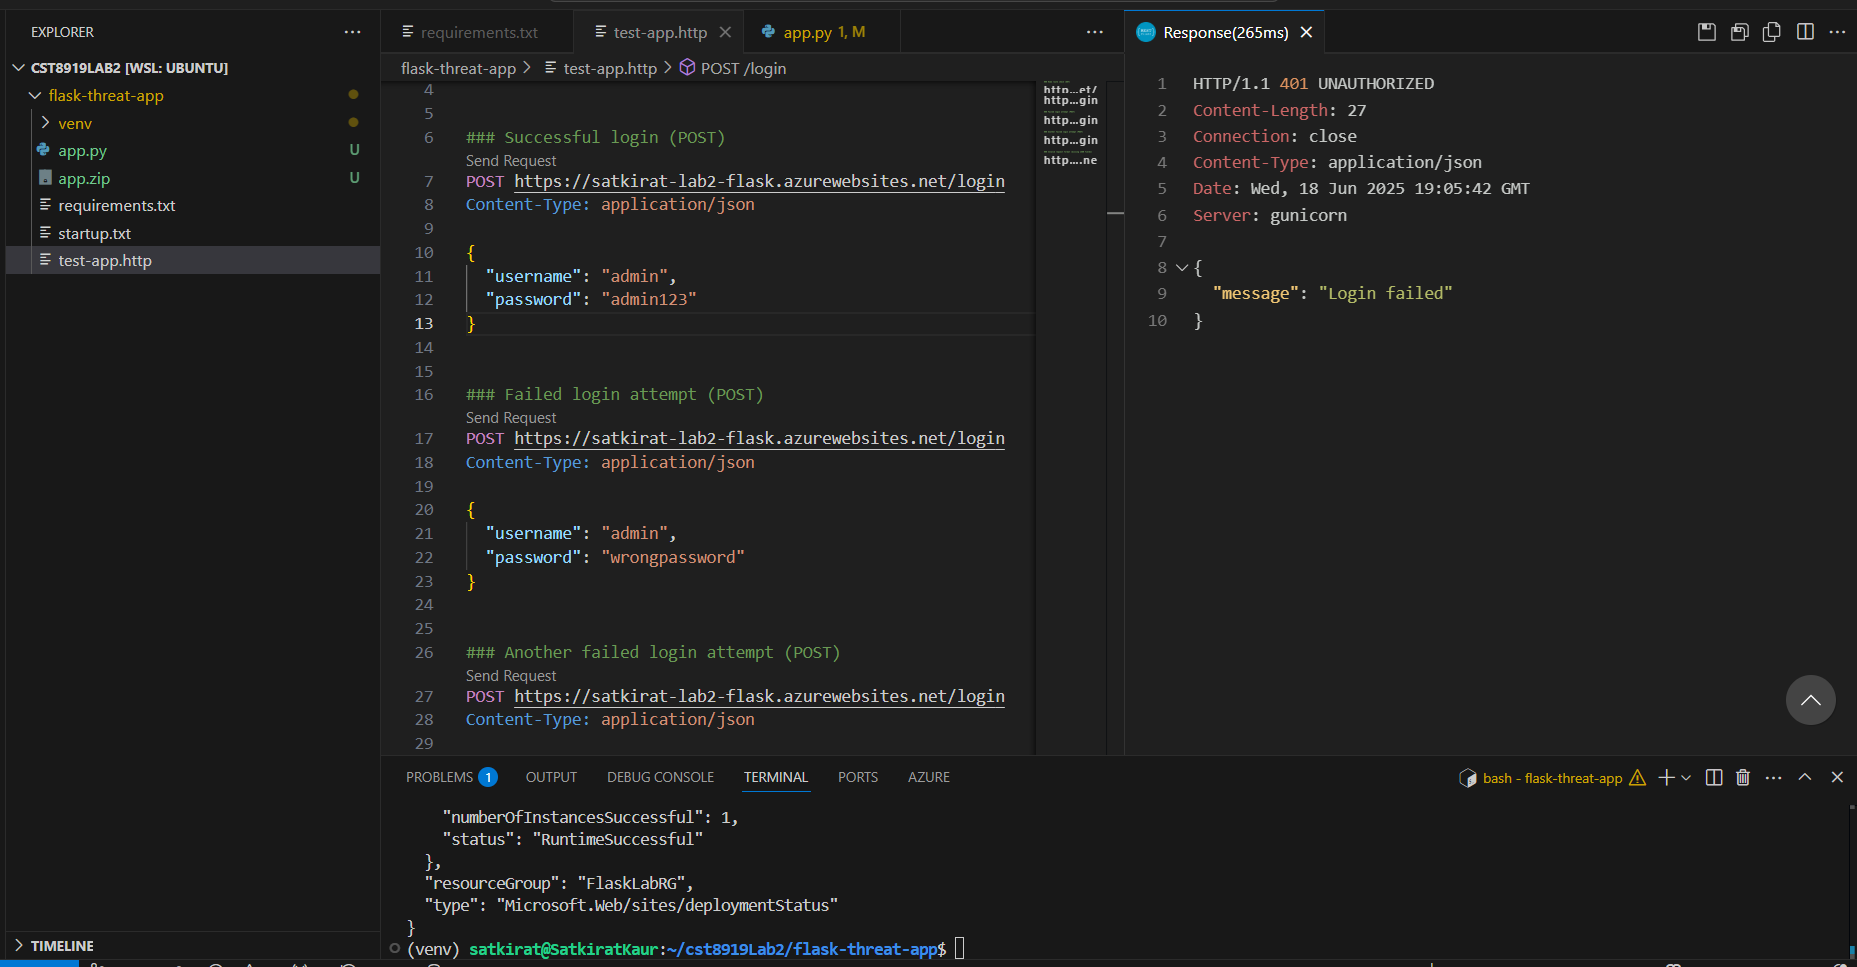 EXPLORER
CST8919LAB2 [WSL: UBUNTU]
flask-threat-app
venv
app.py U
app.zip U
requirements.txt
startup.txt
test-app.http
TIMELINE
requirements.txt test-app.http app.py 1, M
flask-threat-app > test-app.http > POST /login
4
5
6 ### Successful login (POST)
Send Request
7 POST https://satkirat-lab2-flask.azurewebsites.net/login
8 Content-Type: application/json
9
10 {
11 "username": "admin",
12 "password": "admin123"
13 }
14
15
16 ### Failed login attempt (POST)
Send Request
17 POST https://satkirat-lab2-flask.azurewebsites.net/login
18 Content-Type: application/json
19
20 {
21 "username": "admin",
22 "password": "wrongpassword"
23 }
24
25
26 ### Another failed login attempt (POST)
Send Request
27 POST https://satkirat-lab2-flask.azurewebsites.net/login
28 Content-Type: application/json
29
http...et/
http...gin
http...gin
http...gin
http....ne
Response(265ms)
1 HTTP/1.1 401 UNAUTHORIZED
2 Content-Length: 27
3 Connection: close
4 Content-Type: application/json
5 Date: Wed, 18 Jun 2025 19:05:42 GMT
6 Server: gunicorn
7
8 {
9 "message": "Login failed"
10 }
PROBLEMS 1 OUTPUT DEBUG CONSOLE TERMINAL PORTS AZURE
bash - flask-threat-app
"numberOfInstancesSuccessful": 1,
"status": "RuntimeSuccessful"
},
"resourceGroup": "FlaskLabRG",
"type": "Microsoft.Web/sites/deploymentStatus"
}
(venv) satkirat@SatkiratKaur:~/cst8919Lab2/flask-threat-app$